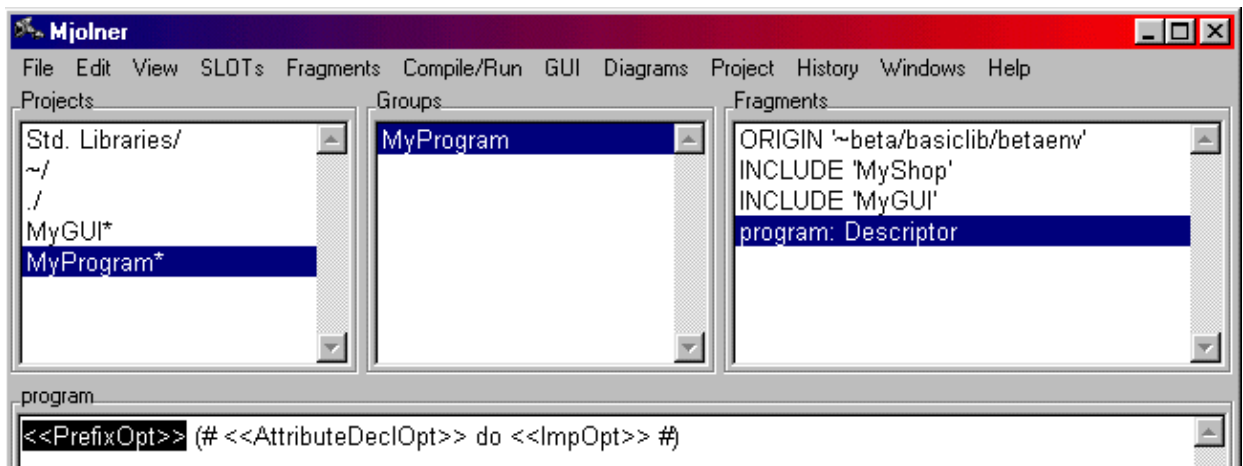 Mjolner
File Edit View SLOTs Fragments Compile/Run GUI Diagrams Project History Windows Help
Projects
Std. Libraries/
~/
./
MyGUI*
MyProgram*
Groups
MyProgram
Fragments
ORIGIN '~beta/basiclib/betaenv'
INCLUDE 'MyShop'
INCLUDE 'MyGUI'
program: Descriptor
program
<<PrefixOpt>> (# <<AttributeDeclOpt>> do <<ImpOpt>> #)